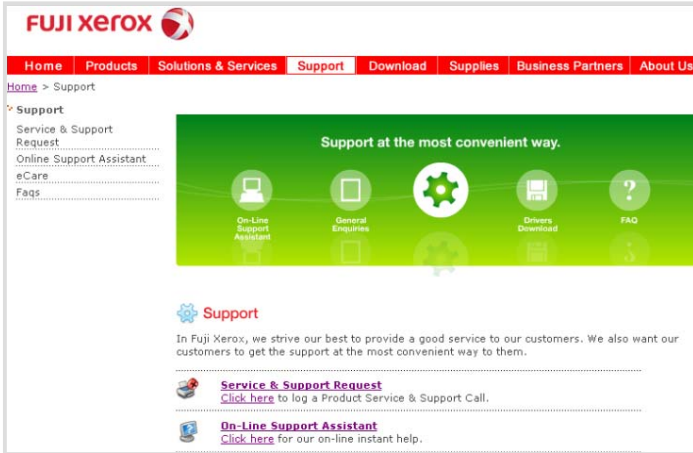 FUJI xerox
Home Products Solutions & Services Support Download Supplies Business Partners About Us
Home > Support
Support
Service & Support
Request
Online Support Assistant
eCare
Faqs
Support at the most convenient way.
On-Line
Support
Assistant
General
Enquiries
Drivers
Download
FAQ
Support
In Fuji Xerox, we strive our best to provide a good service to our customers. We also want our
customers to get the support at the most convenient way to them.
Service & Support Request
Click here to log a Product Service & Support Call.
On-Line Support Assistant
Click here for our on-line instant help.